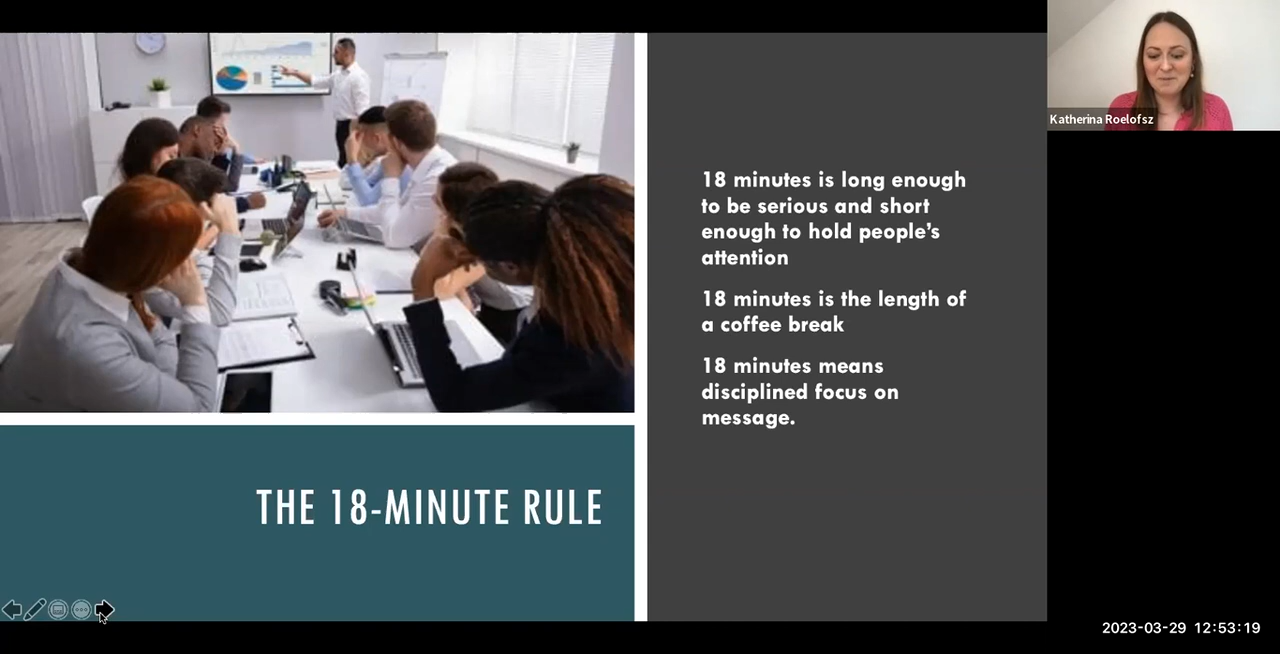 Katherina Roelofsz
18 minutes is long enough
to be serious and short
enough to hold people’s
attention
18 minutes is the length of
a coffee break
18 minutes means
disciplined focus on
message.
THE 18-MINUTE RULE
2023-03-29 12:53:19